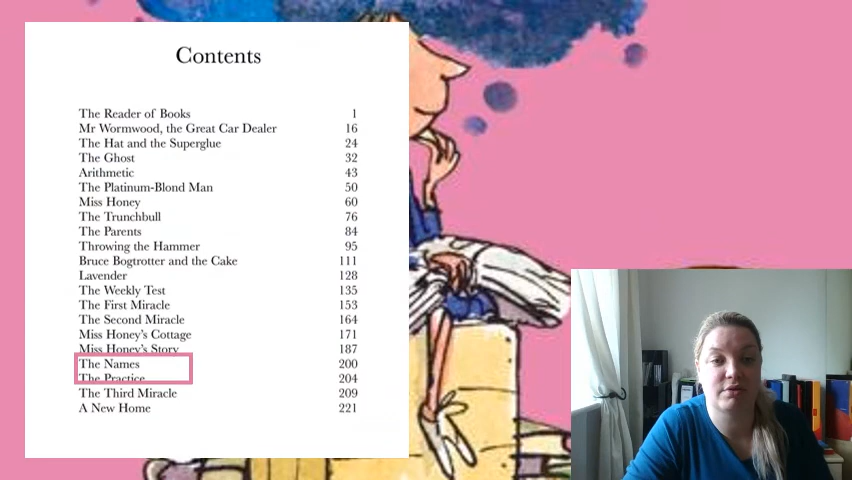 Contents
The Reader of Books 1
Mr Wormwood, the Great Car Dealer 16
The Hat and the Superglue 24
The Ghost 32
Arithmetic 43
The Platinum-Blond Man 50
Miss Honey 60
The Trunchbull 76
The Parents 84
Throwing the Hammer 95
Bruce Bogtrotter and the Cake 111
Lavender 128
The Weekly Test 135
The First Miracle 153
The Second Miracle 164
Miss Honey's Cottage 171
Miss Honey's Story 187
The Names 200
The Practice 204
The Third Miracle 209
A New Home 221